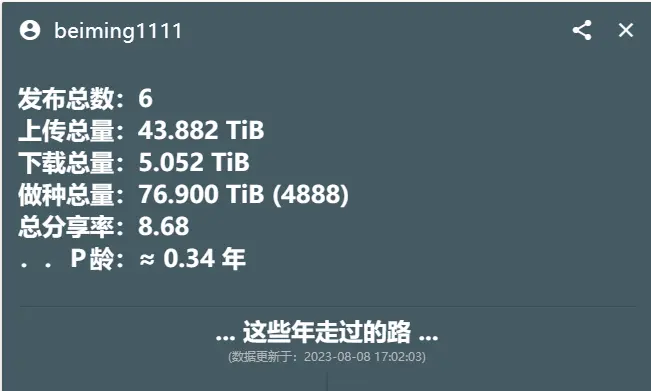 beiming1111
发布总数：6
上传总量：43.882 TiB
下载总量：5.052 TiB
做种总量：76.900 TiB (4888)
总分享率：8.68
．．P龄：≈ 0.34 年
... 这些年走过的路 ...
(数据更新于：2023-08-08 17:02:03)